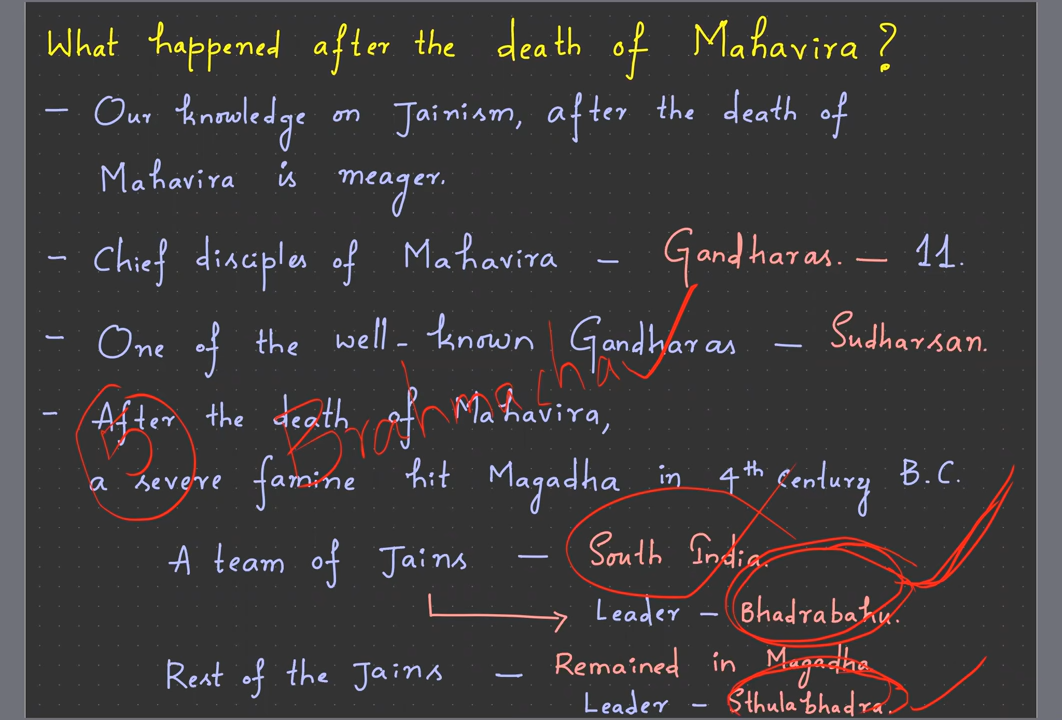 What happened after the death of Mahavira?
– Our knowledge on Jainism, after the death of
Mahavira is meager.
– Chief disciples of Mahavira – Gandharas. – 11.
– One of the well-known Gandharas – Sudharsan.
– After the death of Mahavira,
5
Brahmachar
a severe famine hit Magadha in 4th century B.C.
A team of Jains – South India.
Leader – Bhadrabahu.
Rest of the Jains – Remained in Magadha
Leader – Sthulabhadra.